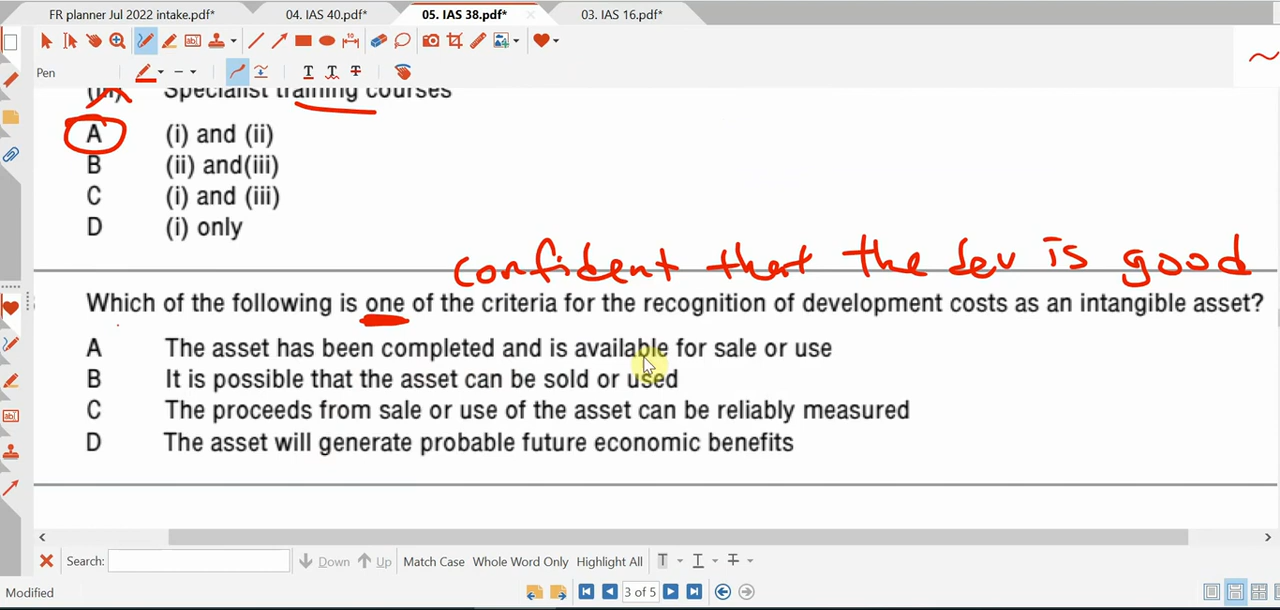 FR planner Jul 2022 intake.pdf*
04. IAS 40.pdf*
05. IAS 38.pdf*
03. IAS 16.pdf*
Pen
(iii) Specialist training courses
A (i) and (ii)
B (ii) and(iii)
C (i) and (iii)
D (i) only
confident that the dev is good
Which of the following is one of the criteria for the recognition of development costs as an intangible asset?
A The asset has been completed and is available for sale or use
B It is possible that the asset can be sold or used
C The proceeds from sale or use of the asset can be reliably measured
D The asset will generate probable future economic benefits
Search: Down Up Match Case Whole Word Only Highlight All T T T
3 of 5
Modified